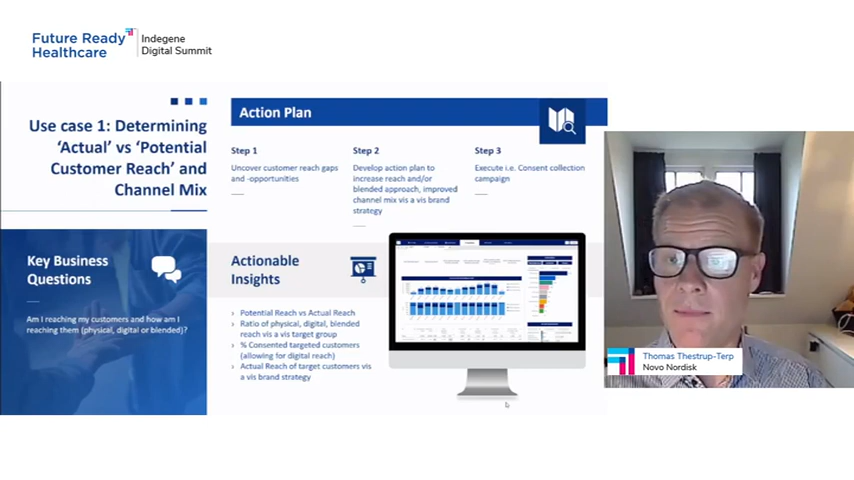 Future Ready
Healthcare
Indegene
Digital Summit
Use case 1: Determining
‘Actual’ vs ‘Potential
Customer Reach’ and
Channel Mix
Action Plan
Step 1
Uncover customer reach gaps
and -opportunities
Step 2
Develop action plan to
increase reach and/or
blended approach, improved
channel mix vis a vis brand
strategy
Step 3
Execute i.e. Consent collection
campaign
Key Business
Questions
Am I reaching my customers and how am I
reaching them (physical, digital or blended)?
Actionable
Insights
› Potential Reach vs Actual Reach
› Ratio of physical, digital, blended
reach vis a vis target group
› % Consented targeted customers
(allowing for digital reach)
› Actual Reach of target customers vis
a vis brand strategy
Thomas Thestrup-Terp
Novo Nordisk